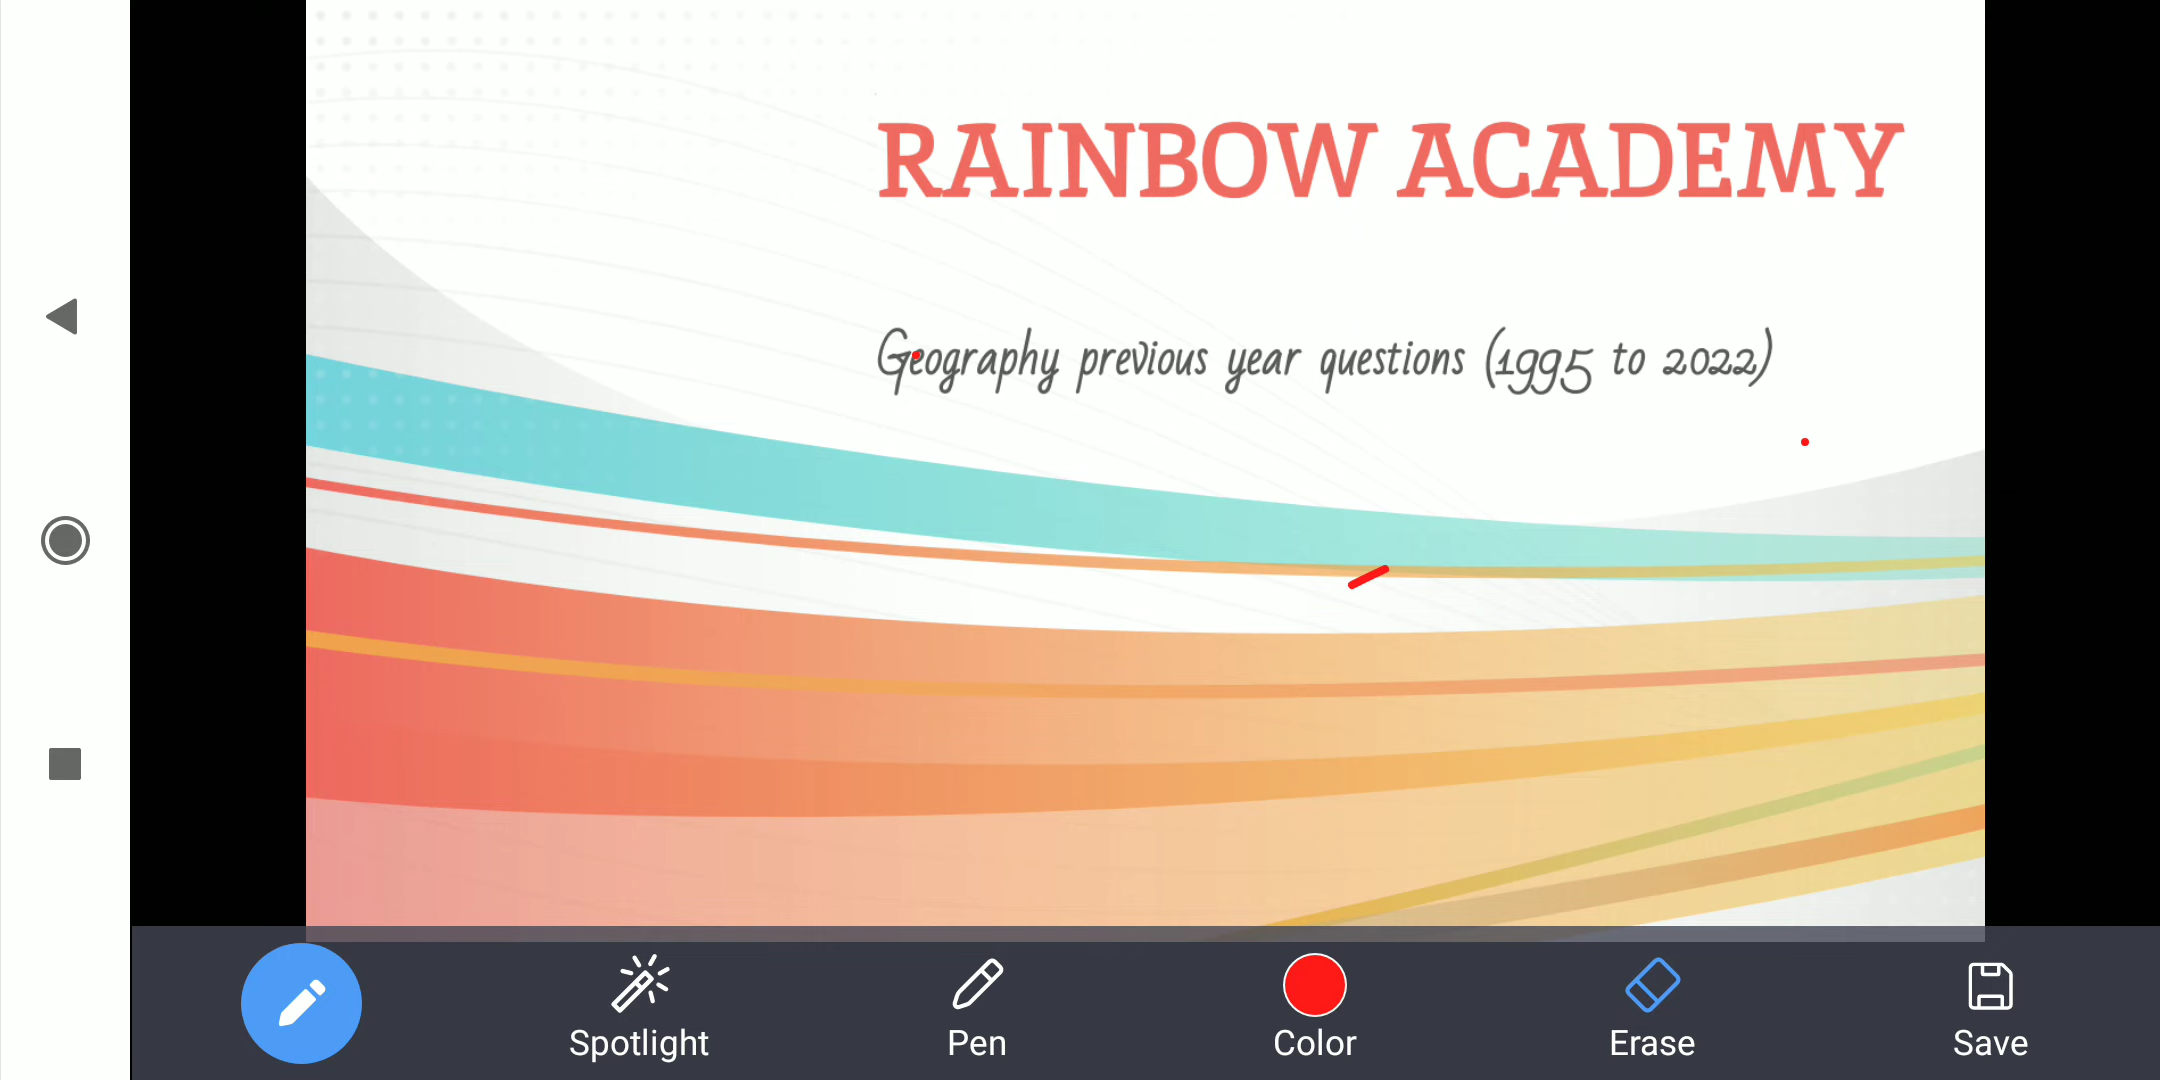 RAINBOW ACADEMY
Geography previous year questions (1995 to 2022)
Spotlight
Pen
Color
Erase
Save